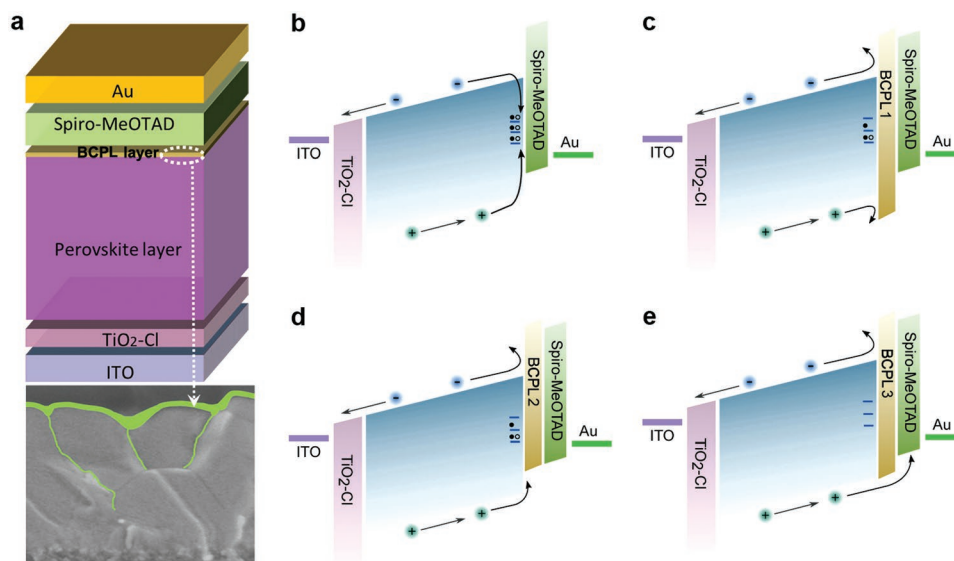 a
Au
Spiro-MeOTAD
BCPL layer
Perovskite layer
TiO₂-Cl
ITO
b
ITO
TiO₂-Cl
Spiro-MeOTAD
Au
c
ITO
TiO₂-Cl
BCPL 1
Spiro-MeOTAD
Au
d
ITO
TiO₂-Cl
BCPL 2
Spiro-MeOTAD
Au
e
ITO
TiO₂-Cl
BCPL 3
Spiro-MeOTAD
Au